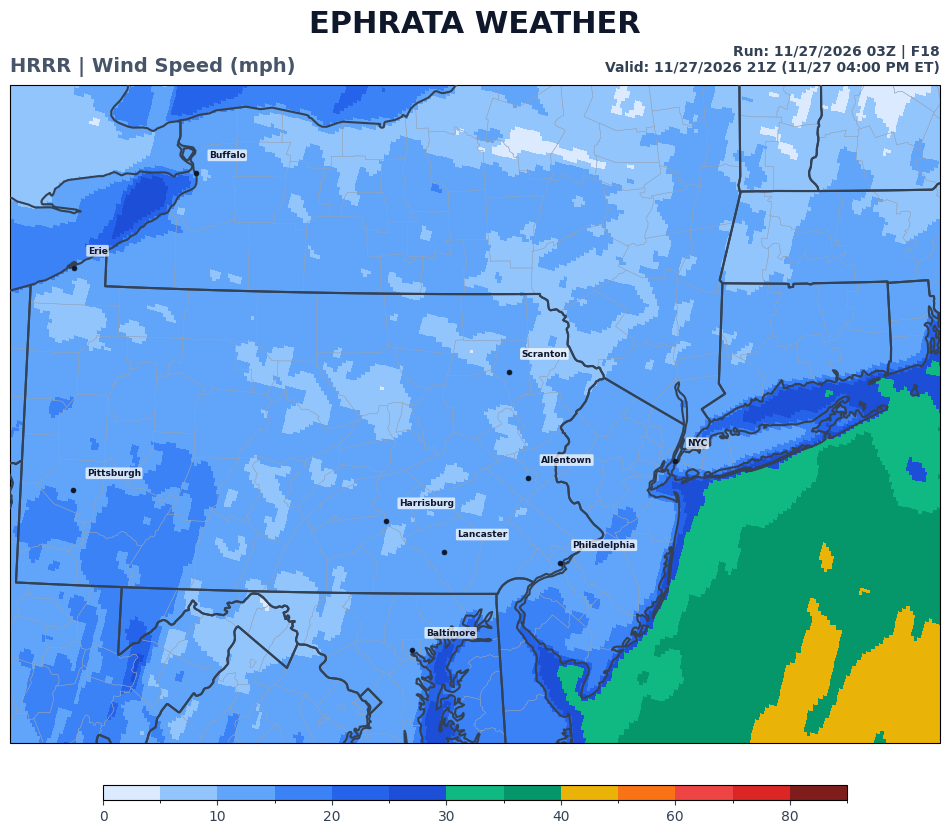 EPHRATA WEATHER
HRRR | Wind Speed (mph)
Run: 11/27/2026 03Z | F18
Valid: 11/27/2026 21Z (11/27 04:00 PM ET)
Buffalo
Erie
Scranton
NYC
Allentown
Pittsburgh
Harrisburg
Lancaster
Philadelphia
Baltimore
0 10 20 30 40 50 60 70 80